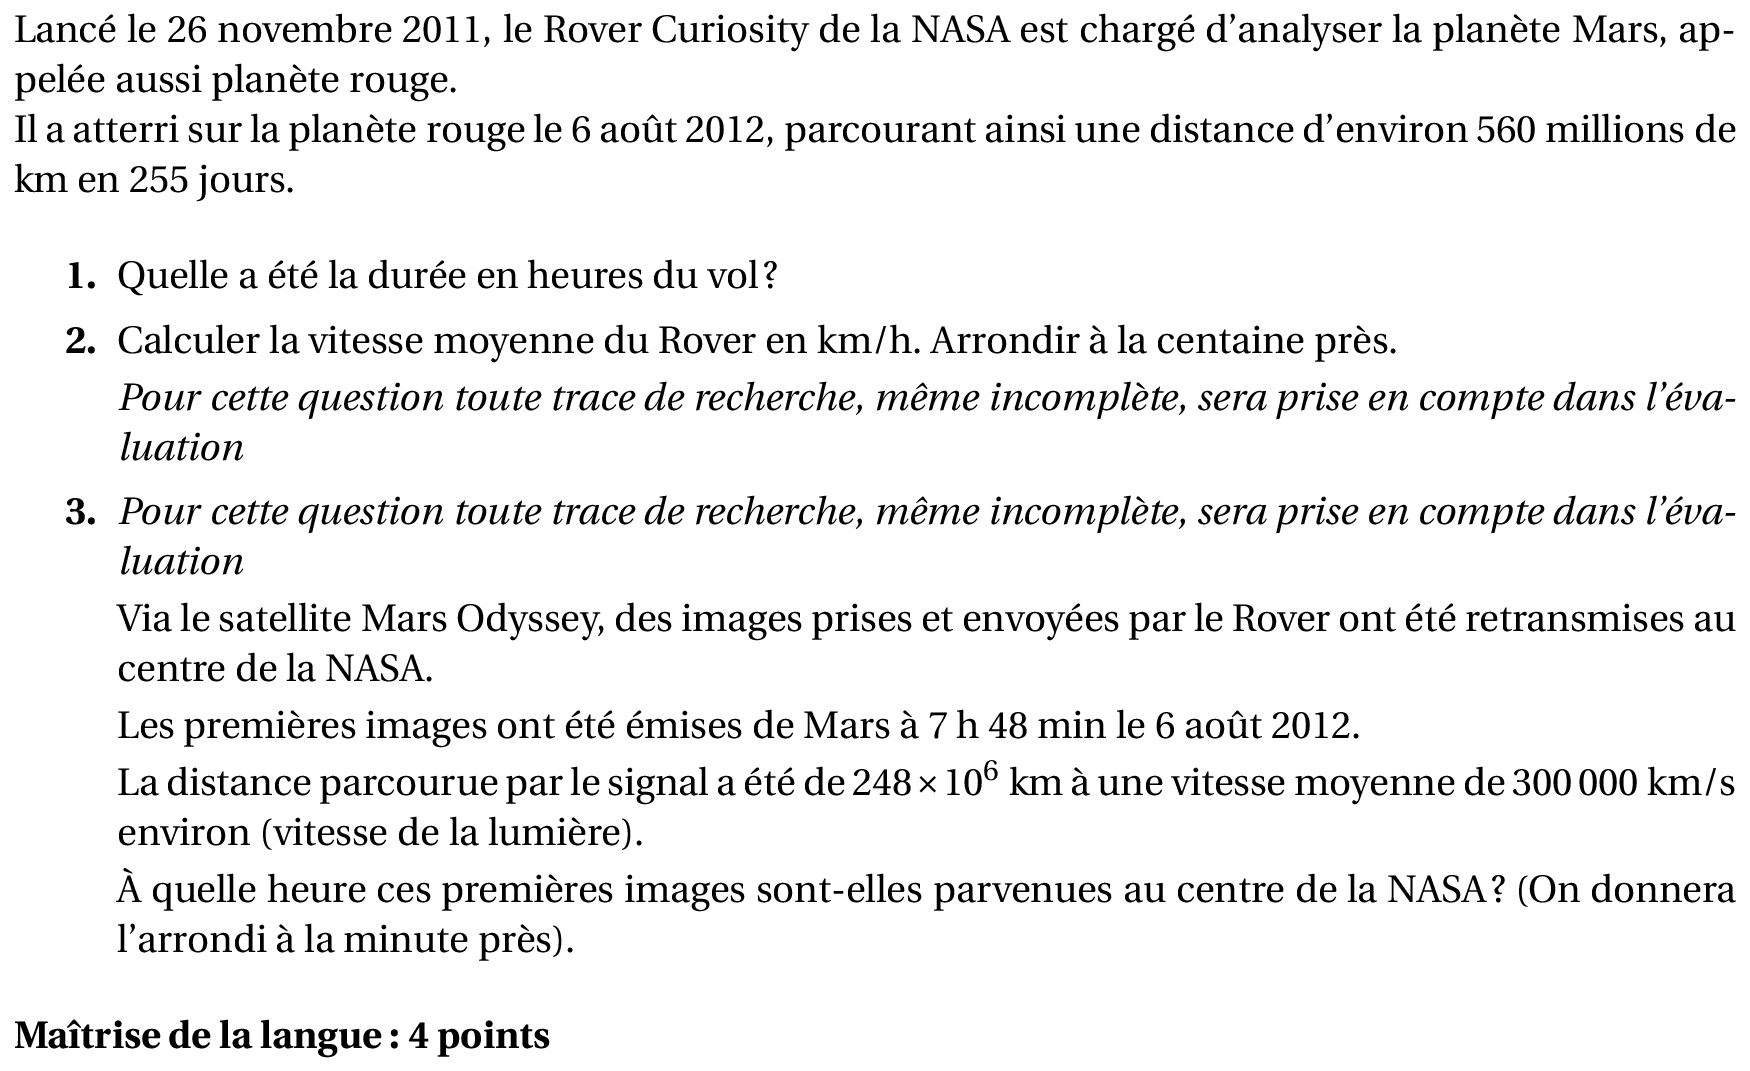 Lancé le 26 novembre 2011, le Rover Curiosity de la NASA est chargé d'analyser la planète Mars, ap-
pelée aussi planète rouge.
Il a atterri sur la planète rouge le 6 août 2012, parcourant ainsi une distance d'environ 560 millions de
km en 255 jours.
1. Quelle a été la durée en heures du vol ?
2. Calculer la vitesse moyenne du Rover en km/h. Arrondir à la centaine près.
Pour cette question toute trace de recherche, même incomplète, sera prise en compte dans l'éva-
luation
3. Pour cette question toute trace de recherche, même incomplète, sera prise en compte dans l'éva-
luation
Via le satellite Mars Odyssey, des images prises et envoyées par le Rover ont été retransmises au
centre de la NASA.
Les premières images ont été émises de Mars à 7 h 48 min le 6 août 2012.
La distance parcourue par le signal a été de 248 × 10⁶ km à une vitesse moyenne de 300 000 km/s
environ (vitesse de la lumière).
À quelle heure ces premières images sont-elles parvenues au centre de la NASA ? (On donnera
l'arrondi à la minute près).
Maîtrise de la langue : 4 points